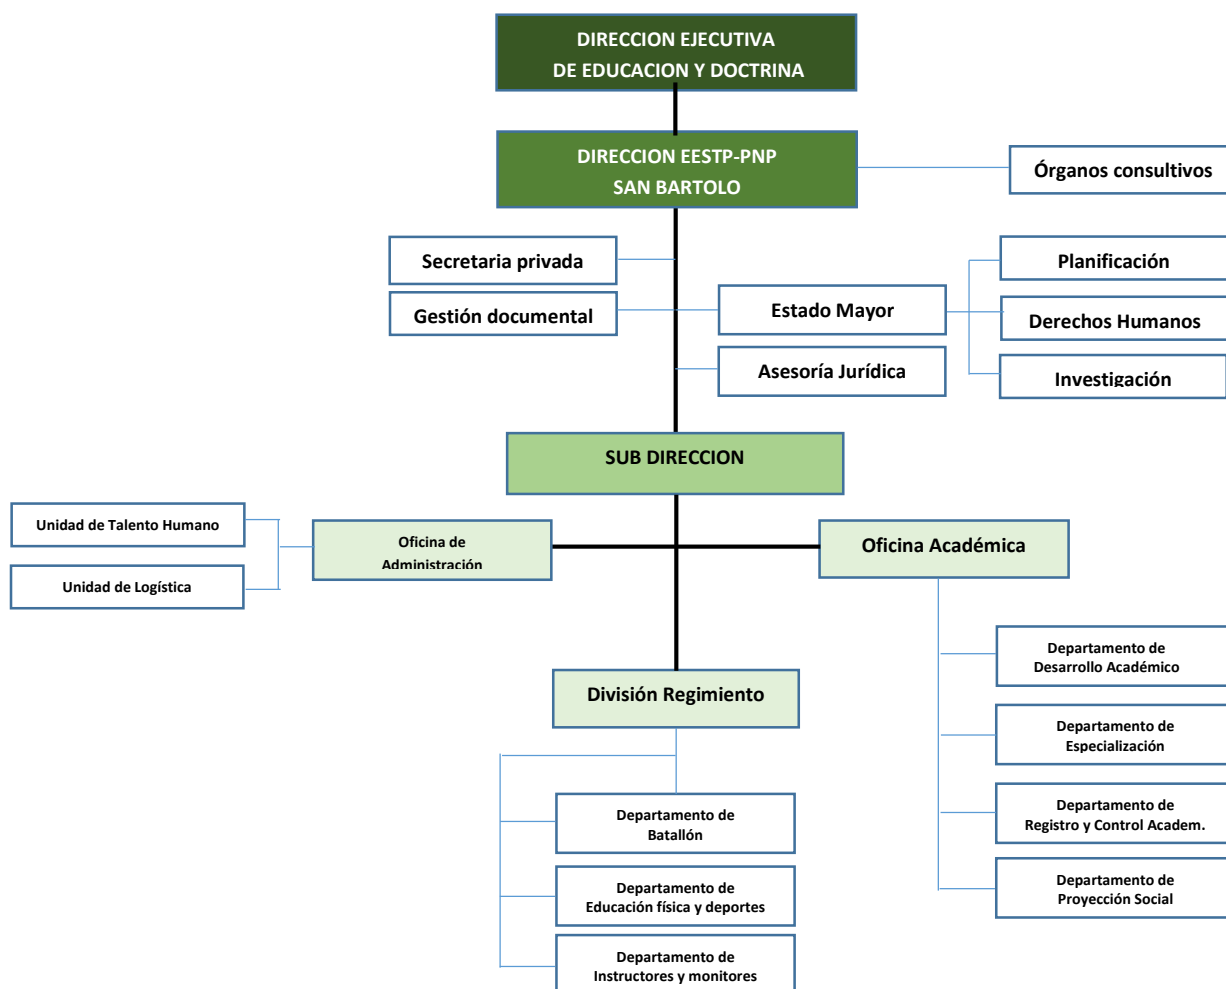 DIRECCION EJECUTIVA
DE EDUCACION Y DOCTRINA
DIRECCION EESTP-PNP
SAN BARTOLO
Órganos consultivos
Secretaria privada
Planificación
Gestión documental
Estado Mayor
Derechos Humanos
Asesoría Jurídica
Investigación
SUB DIRECCION
Unidad de Talento Humano
Oficina de
Administración
Oficina Académica
Unidad de Logística
Departamento de
Desarrollo Académico
División Regimiento
Departamento de
Especialización
Departamento de
Batallón
Departamento de
Registro y Control Academ.
Departamento de
Educación física y deportes
Departamento de
Proyección Social
Departamento de
Instructores y monitores